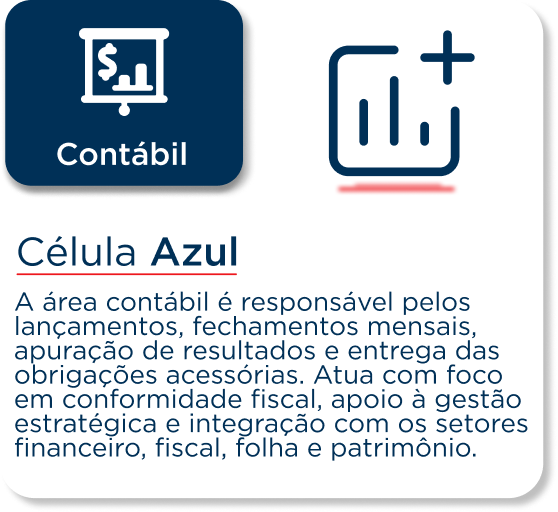 $
Contábil
Célula Azul
A área contábil é responsável pelos
lançamentos, fechamentos mensais,
apuração de resultados e entrega das
obrigações acessórias. Atua com foco
em conformidade fiscal, apoio à gestão
estratégica e integração com os setores
financeiro, fiscal, folha e patrimônio.